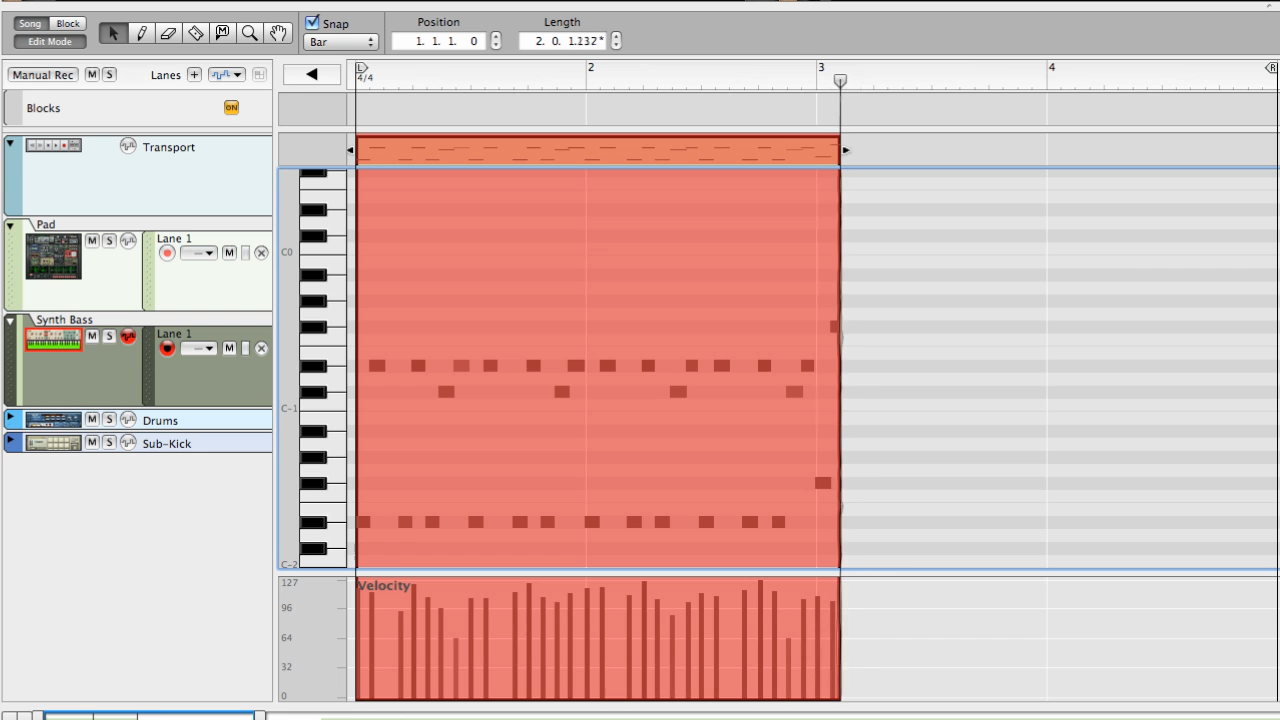 Song Block
Edit Mode
Snap
Bar
Position
1. 1. 1. 0
Length
2. 0. 1.132*
Manual Rec M S Lanes +
L 2 3 4 R
4/4
Blocks ON
Transport
Pad
M S Lane 1
M
C0
Synth Bass
M S Lane 1
M
C-1
M S Drums
M S Sub-Kick
C-2
127 Velocity
96
64
32
0